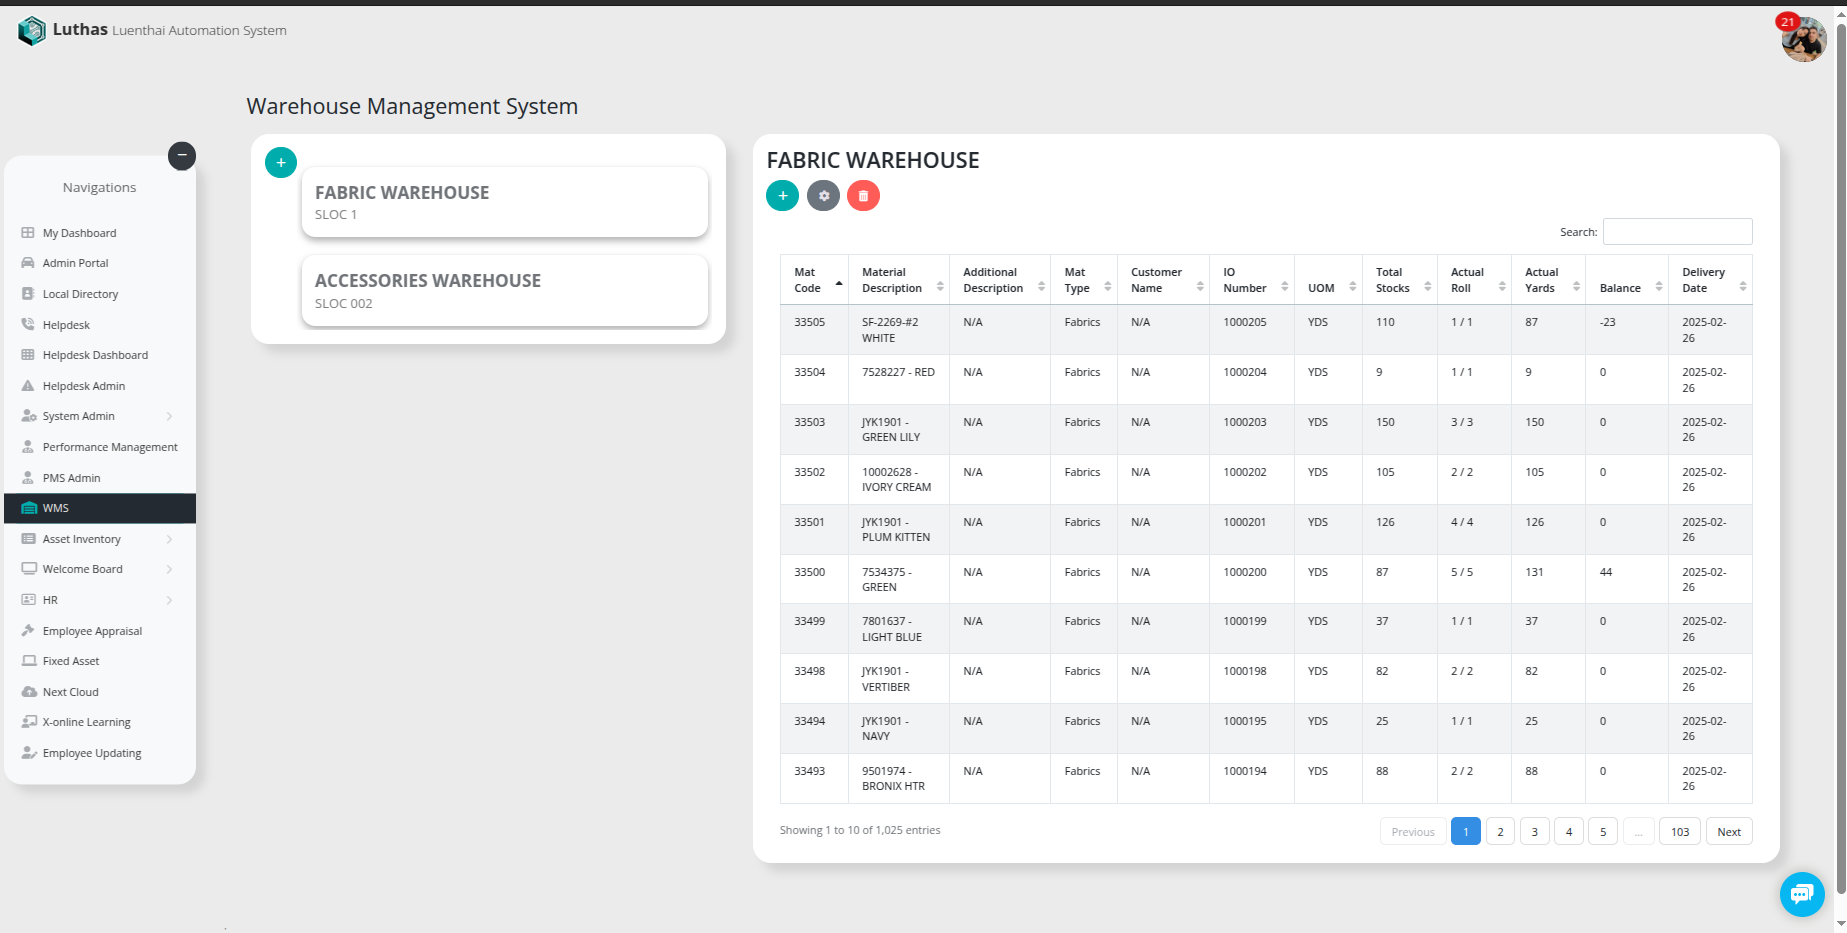 Luthas Luenthai Automation System
21
Warehouse Management System
Navigations
My Dashboard
Admin Portal
Local Directory
Helpdesk
Helpdesk Dashboard
Helpdesk Admin
System Admin
Performance Management
PMS Admin
WMS
Asset Inventory
Welcome Board
HR
Employee Appraisal
Fixed Asset
Next Cloud
X-online Learning
Employee Updating
FABRIC WAREHOUSE
SLOC 1
ACCESSORIES WAREHOUSE
SLOC 002
FABRIC WAREHOUSE
Search:
Mat Code Material Description Additional Description Mat Type Customer Name IO Number UOM Total Stocks Actual Roll Actual Yards Balance Delivery Date
33505 SF-2269-#2 WHITE N/A Fabrics N/A 1000205 YDS 110 1 / 1 87 -23 2025-02-26
33504 7528227 - RED N/A Fabrics N/A 1000204 YDS 9 1 / 1 9 0 2025-02-26
33503 JYK1901 - GREEN LILY N/A Fabrics N/A 1000203 YDS 150 3 / 3 150 0 2025-02-26
33502 10002628 - IVORY CREAM N/A Fabrics N/A 1000202 YDS 105 2 / 2 105 0 2025-02-26
33501 JYK1901 - PLUM KITTEN N/A Fabrics N/A 1000201 YDS 126 4 / 4 126 0 2025-02-26
33500 7534375 - GREEN N/A Fabrics N/A 1000200 YDS 87 5 / 5 131 44 2025-02-26
33499 7801637 - LIGHT BLUE N/A Fabrics N/A 1000199 YDS 37 1 / 1 37 0 2025-02-26
33498 JYK1901 - VERTIBER N/A Fabrics N/A 1000198 YDS 82 2 / 2 82 0 2025-02-26
33494 JYK1901 - NAVY N/A Fabrics N/A 1000195 YDS 25 1 / 1 25 0 2025-02-26
33493 9501974 - BRONIX HTR N/A Fabrics N/A 1000194 YDS 88 2 / 2 88 0 2025-02-26
Showing 1 to 10 of 1,025 entries
Previous 1 2 3 4 5 ... 103 Next